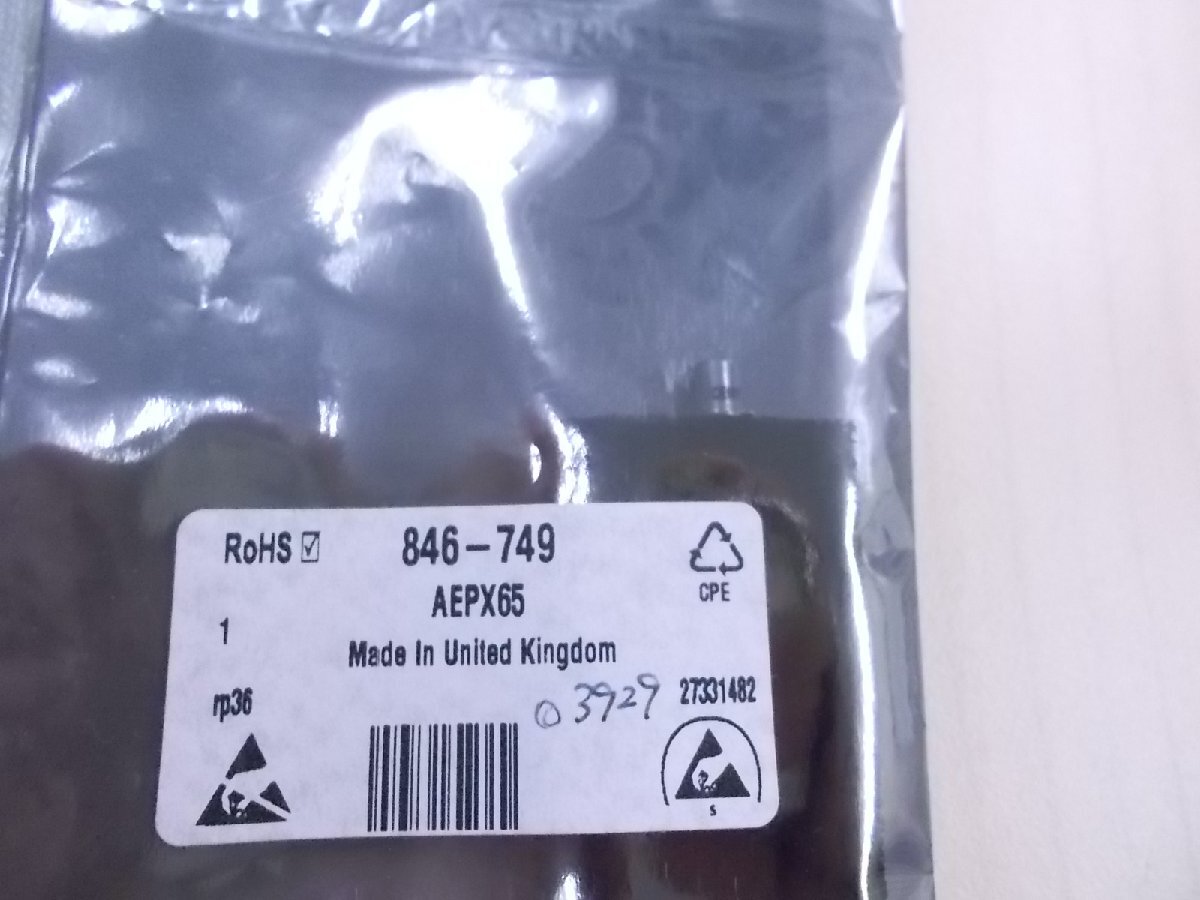 RoHS ☑
846-749
AEPX65
CPE
1
Made In United Kingdom
rp36
03929
27331482
S